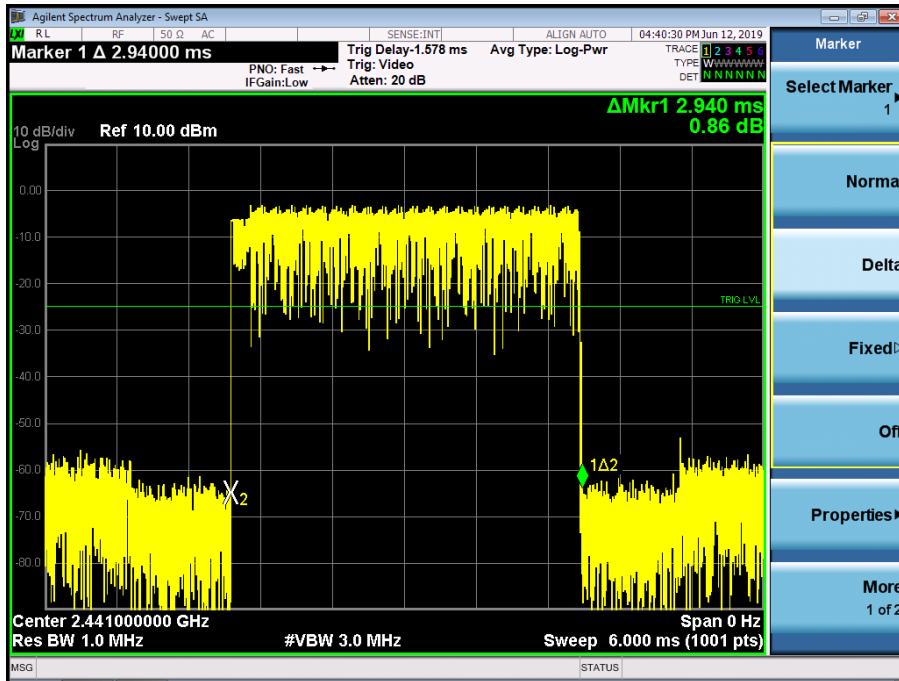 Agilent Spectrum Analyzer - Swept SA
LXI RL RF 50 Ω AC SENSE:INT ALIGN AUTO 04:40:30 PM Jun 12, 2019
Marker 1 Δ 2.94000 ms
PNO: Fast
IFGain:Low
Trig Delay-1.578 ms
Trig: Video
Atten: 20 dB
Avg Type: Log-Pwr
TRACE 1 2 3 4 5 6
TYPE WWWWWW
DET N N N N N N
ΔMkr1 2.940 ms
0.86 dB
10 dB/div Ref 10.00 dBm
Log
0.00
-10.0
-20.0
TRIG LVL
-30.0
-40.0
-50.0
-60.0
1Δ2
2
-70.0
-80.0
Center 2.441000000 GHz Span 0 Hz
Res BW 1.0 MHz #VBW 3.0 MHz Sweep 6.000 ms (1001 pts)
MSG STATUS
Marker
Select Marker
1
Norma
Delta
Fixed
Off
Properties
More
1 of 2